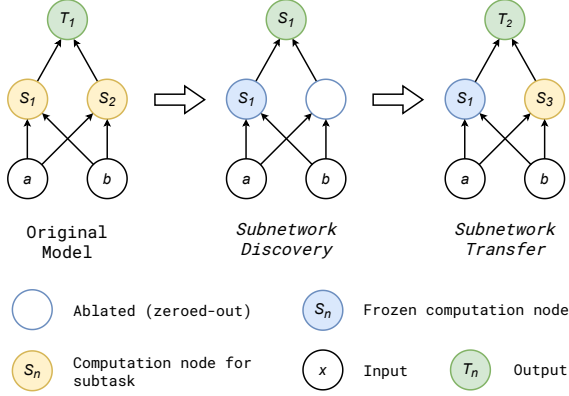 T1 S1 T2
S1 S2 S1 S1 S3
a b a b a b
Original Subnetwork Subnetwork
Model Discovery Transfer
Ablated (zeroed-out) Sn Frozen computation node
Sn Computation node for x Input Tn Output
subtask